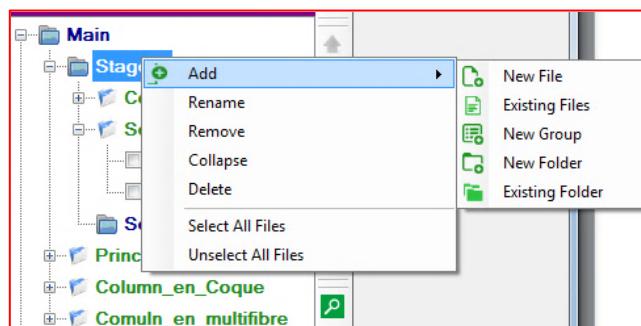 Main
Stage
Add
New File
Rename
Existing Files
Remove
New Group
Collapse
New Folder
Delete
Existing Folder
Select All Files
Unselect All Files
Column_en_Coque
Comuln_en_multifibre